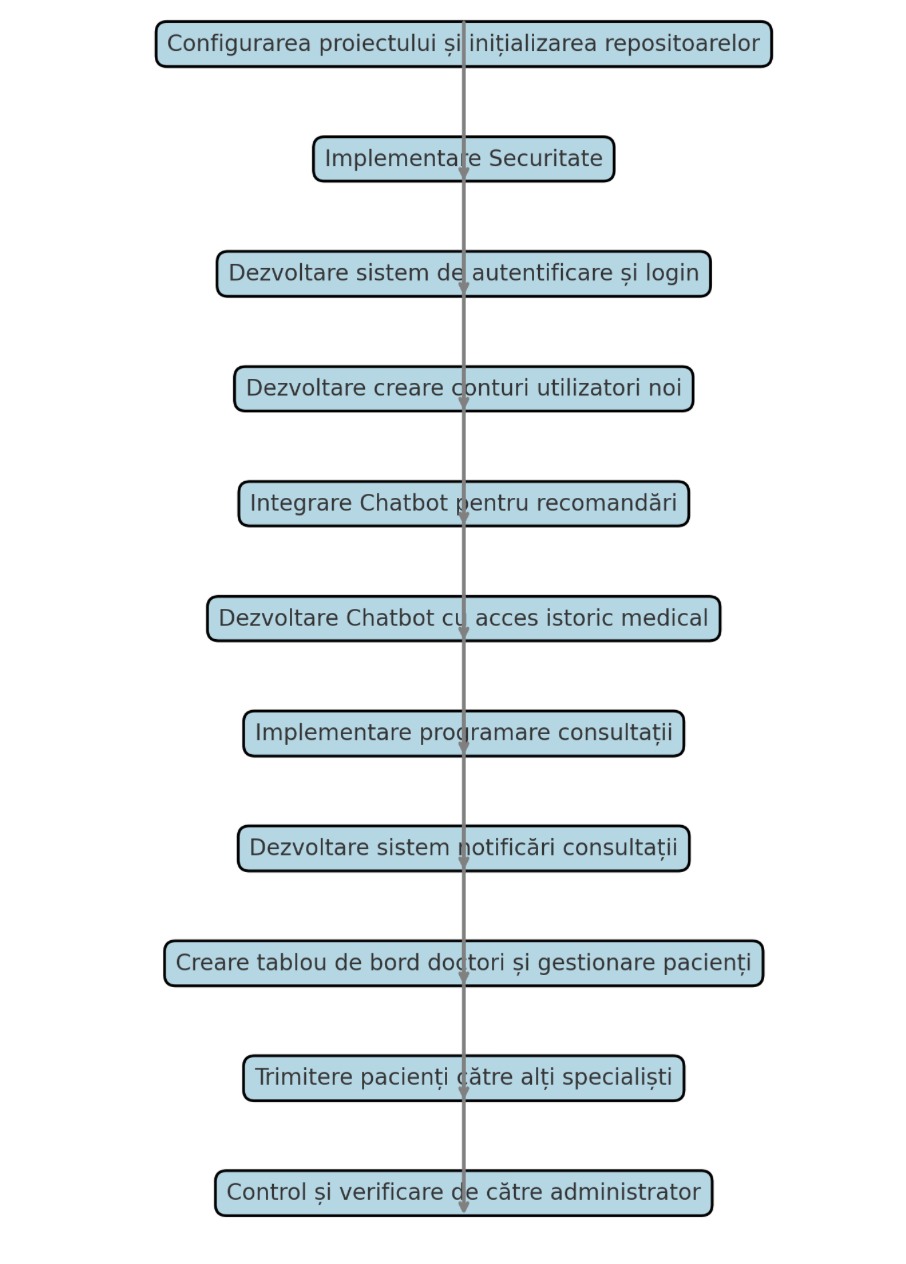 Configurarea proiectului și inițializarea repositoarelor
Implementare Securitate
Dezvoltare sistem de autentificare și login
Dezvoltare creare conturi utilizatori noi
Integrare Chatbot pentru recomandări
Dezvoltare Chatbot cu acces istoric medical
Implementare programare consultații
Dezvoltare sistem notificări consultații
Creare tablou de bord doctori și gestionare pacienți
Trimitere pacienți către alți specialiști
Control și verificare de către administrator